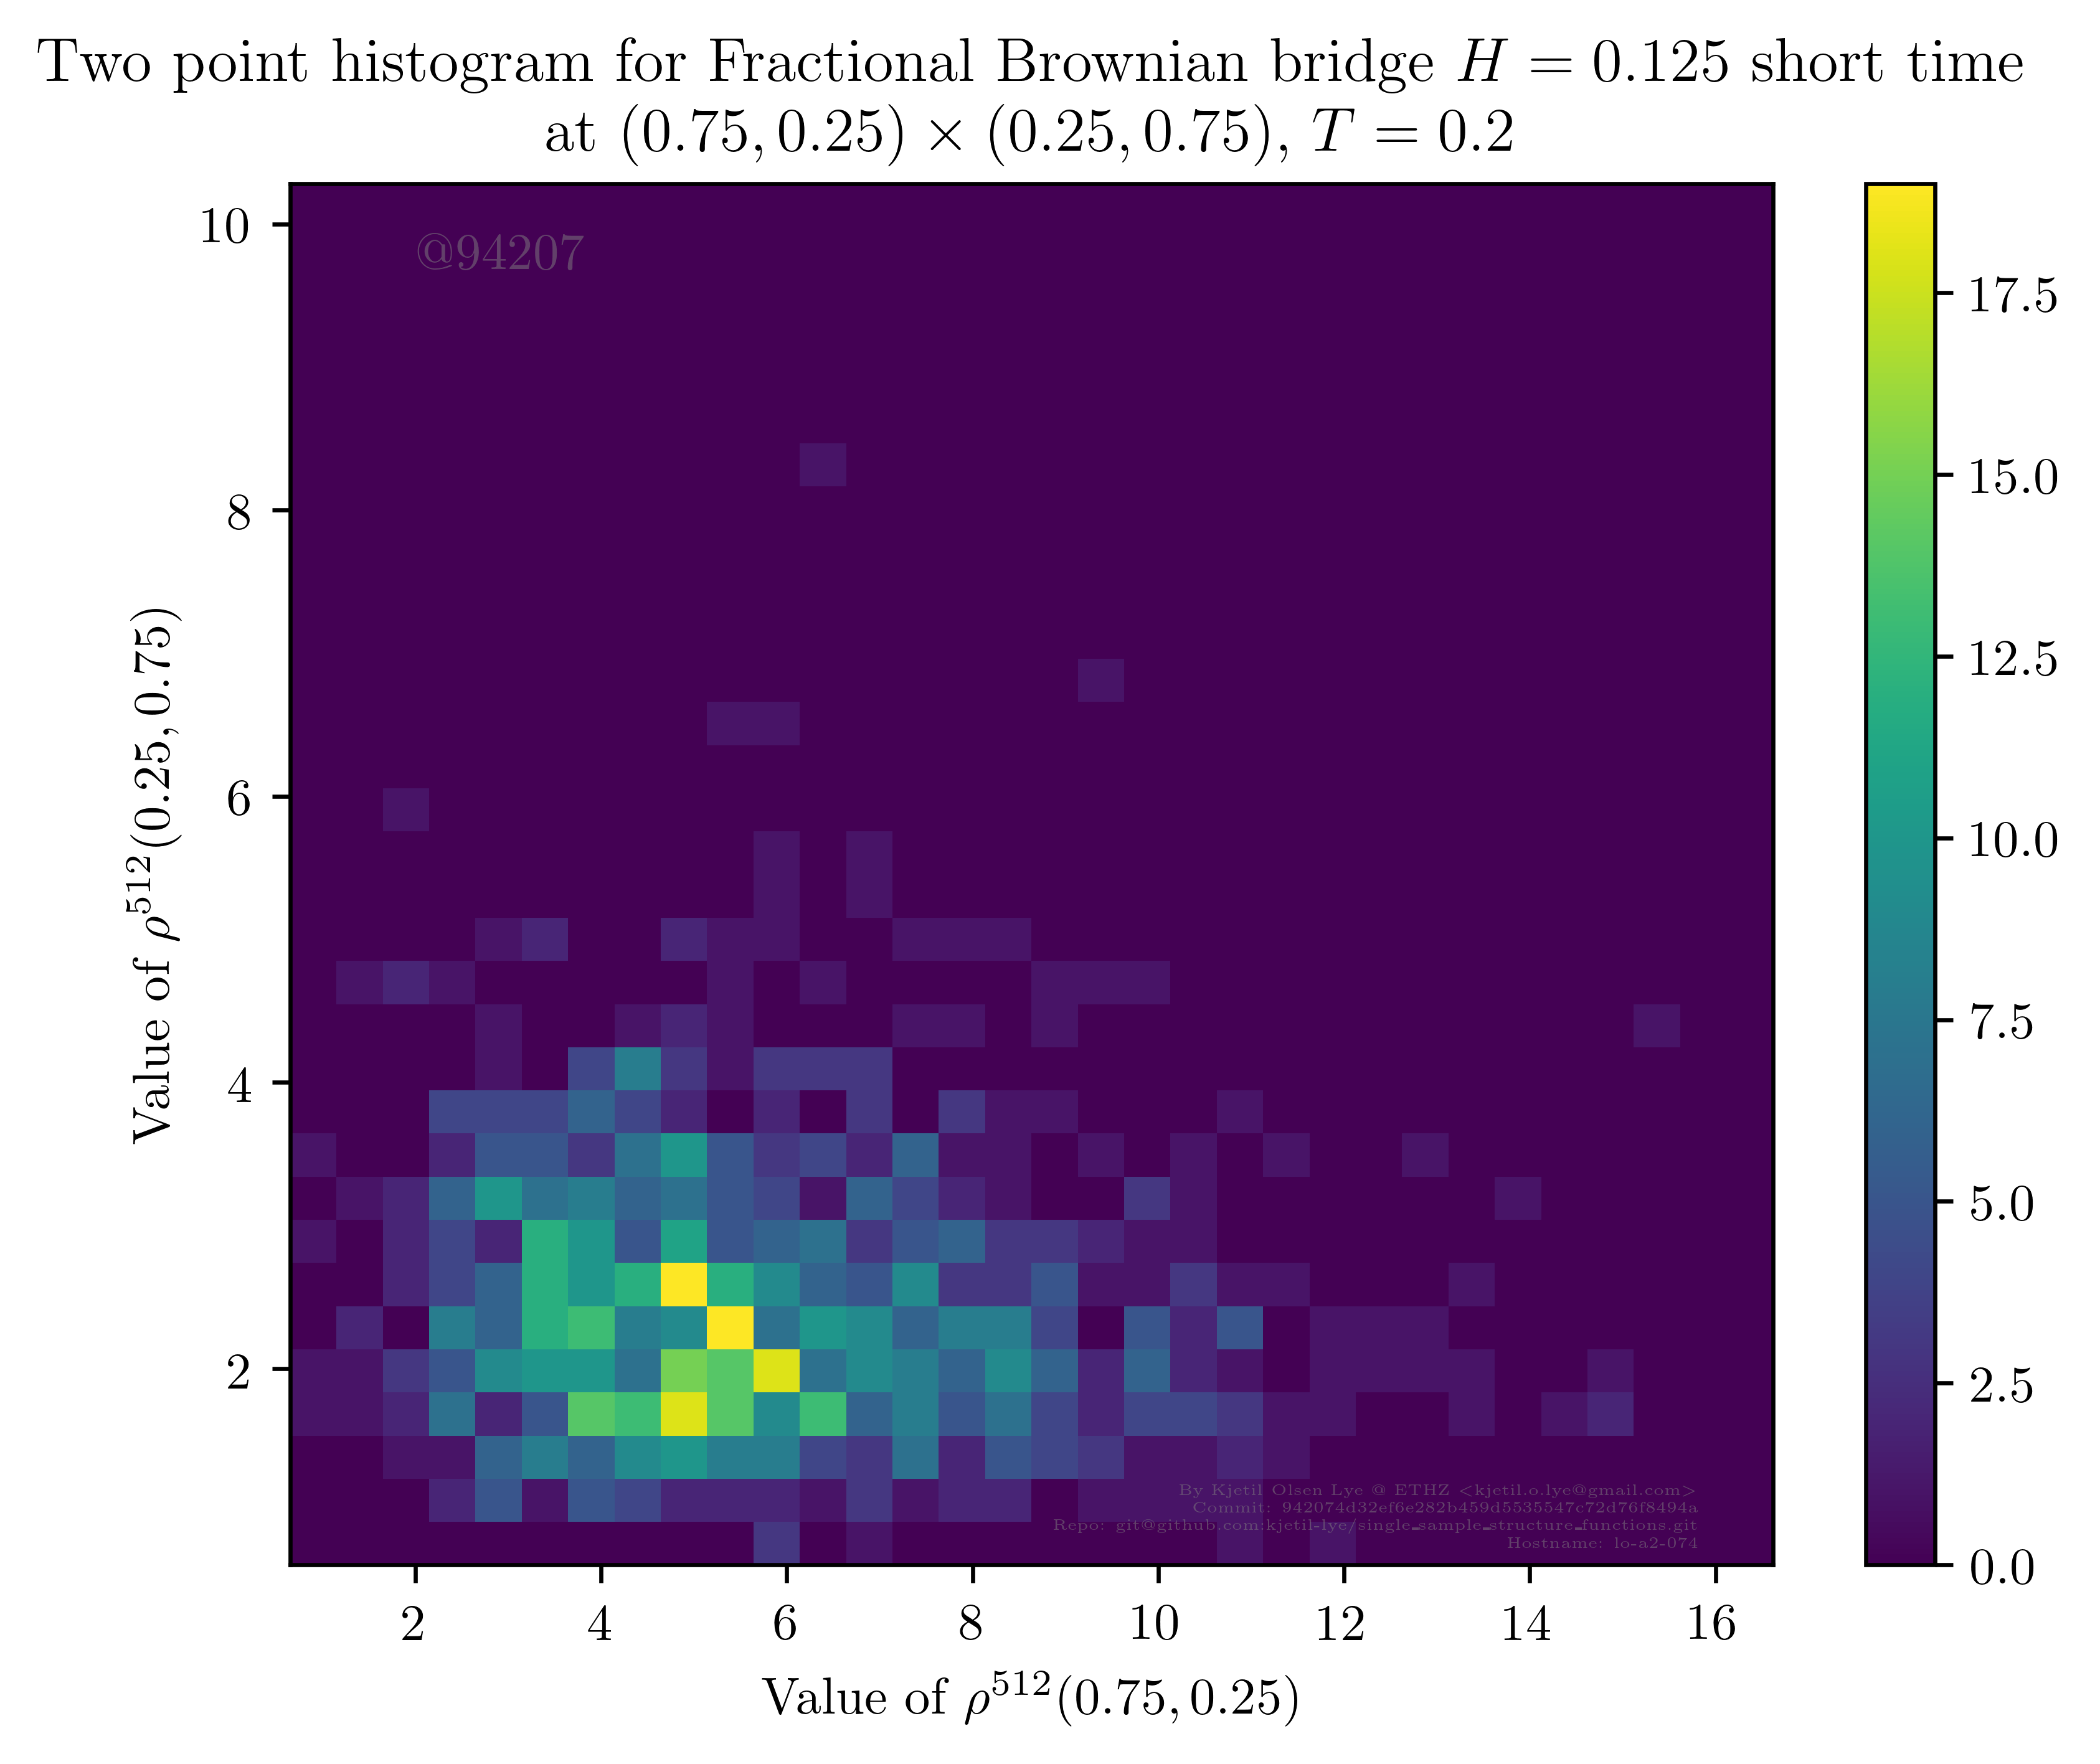 Two point histogram for Fractional Brownian bridge H = 0.125 short time
at (0.75, 0.25) × (0.25, 0.75), T = 0.2
@94207
10
8
6
4
2
Value of ρ^512(0.25, 0.75)
2 4 6 8 10 12 14 16
Value of ρ^512(0.75, 0.25)
17.5
15.0
12.5
10.0
7.5
5.0
2.5
0.0
By Kjetil Olsen Lye @ ETHZ <kjetil.o.lye@gmail.com>
Commit: 942074d32ef6e282b459d5535547c72d76f8494a
Repo: git@github.com:kjetil-lye/single_sample_structure_functions.git
Hostname: lo-a2-074